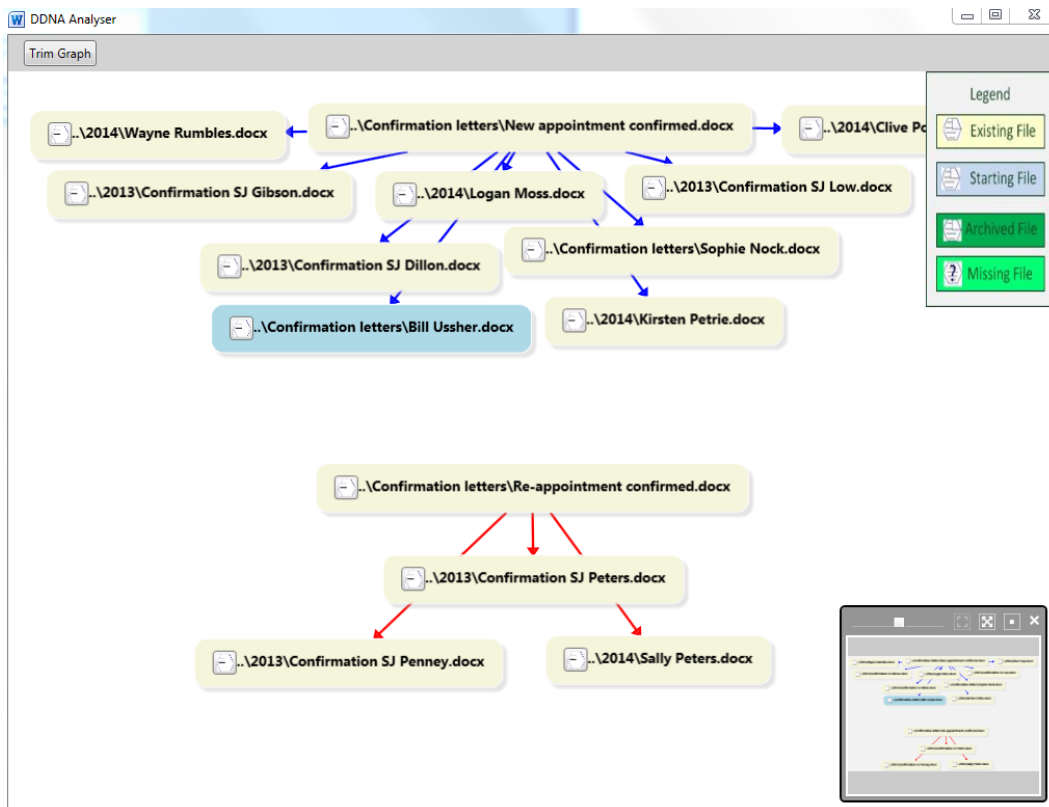 DDNA Analyser
Trim Graph
..\2014\Wayne Rumbles.docx
..\Confirmation letters\New appointment confirmed.docx
..\2014\Clive Po
..\2013\Confirmation SJ Gibson.docx
..\2014\Logan Moss.docx
..\2013\Confirmation SJ Low.docx
..\2013\Confirmation SJ Dillon.docx
..\Confirmation letters\Sophie Nock.docx
..\Confirmation letters\Bill Ussher.docx
..\2014\Kirsten Petrie.docx
Legend
Existing File
Starting File
Archived File
Missing File
..\Confirmation letters\Re-appointment confirmed.docx
..\2013\Confirmation SJ Peters.docx
..\2013\Confirmation SJ Penney.docx
..\2014\Sally Peters.docx